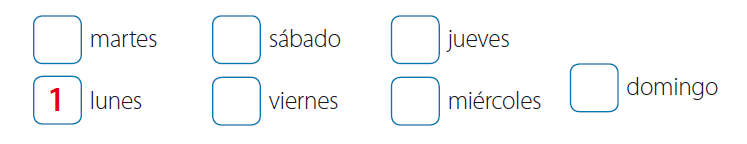 martes sábado jueves
1 lunes viernes miércoles domingo